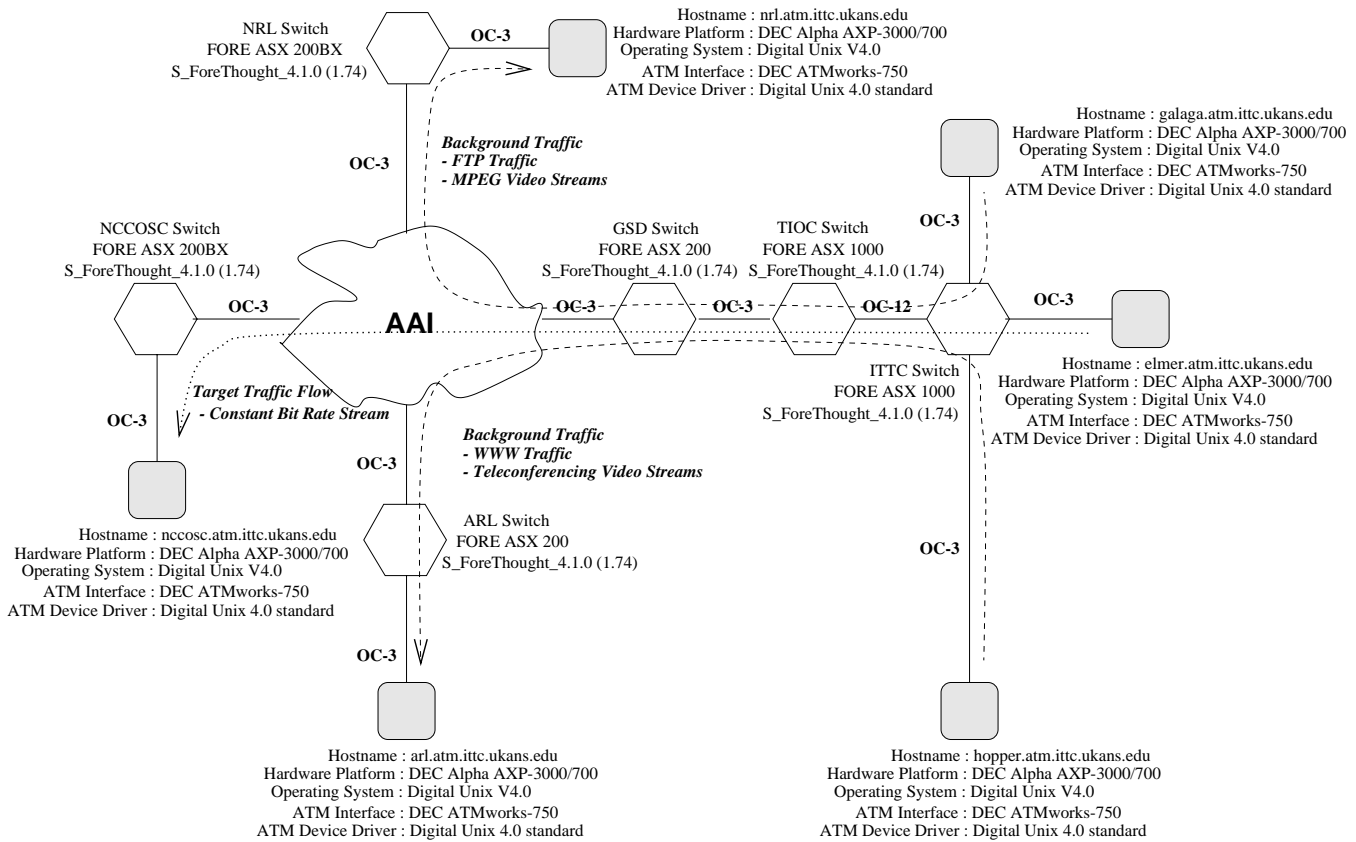 NRL Switch
FORE ASX 200BX
S_ForeThought_4.1.0 (1.74)
OC-3
Hostname : nrl.atm.ittc.ukans.edu
Hardware Platform : DEC Alpha AXP-3000/700
Operating System : Digital Unix V4.0
ATM Interface : DEC ATMworks-750
ATM Device Driver : Digital Unix 4.0 standard
OC-3
Background Traffic
- FTP Traffic
- MPEG Video Streams
Hostname : galaga.atm.ittc.ukans.edu
Hardware Platform : DEC Alpha AXP-3000/700
Operating System : Digital Unix V4.0
ATM Interface : DEC ATMworks-750
ATM Device Driver : Digital Unix 4.0 standard
OC-3
NCCOSC Switch
FORE ASX 200BX
S_ForeThought_4.1.0 (1.74)
GSD Switch
FORE ASX 200
S_ForeThought_4.1.0 (1.74)
TIOC Switch
FORE ASX 1000
S_ForeThought_4.1.0 (1.74)
OC-3
AAI
OC-3
OC-3
OC-12
OC-3
Hostname : elmer.atm.ittc.ukans.edu
Hardware Platform : DEC Alpha AXP-3000/700
Operating System : Digital Unix V4.0
ATM Interface : DEC ATMworks-750
ATM Device Driver : Digital Unix 4.0 standard
ITTC Switch
FORE ASX 1000
S_ForeThought_4.1.0 (1.74)
Target Traffic Flow
- Constant Bit Rate Stream
OC-3
Background Traffic
- WWW Traffic
- Teleconferencing Video Streams
OC-3
ARL Switch
FORE ASX 200
S_ForeThought_4.1.0 (1.74)
Hostname : nccosc.atm.ittc.ukans.edu
Hardware Platform : DEC Alpha AXP-3000/700
Operating System : Digital Unix V4.0
ATM Interface : DEC ATMworks-750
ATM Device Driver : Digital Unix 4.0 standard
OC-3
OC-3
Hostname : arl.atm.ittc.ukans.edu
Hardware Platform : DEC Alpha AXP-3000/700
Operating System : Digital Unix V4.0
ATM Interface : DEC ATMworks-750
ATM Device Driver : Digital Unix 4.0 standard
Hostname : hopper.atm.ittc.ukans.edu
Hardware Platform : DEC Alpha AXP-3000/700
Operating System : Digital Unix V4.0
ATM Interface : DEC ATMworks-750
ATM Device Driver : Digital Unix 4.0 standard